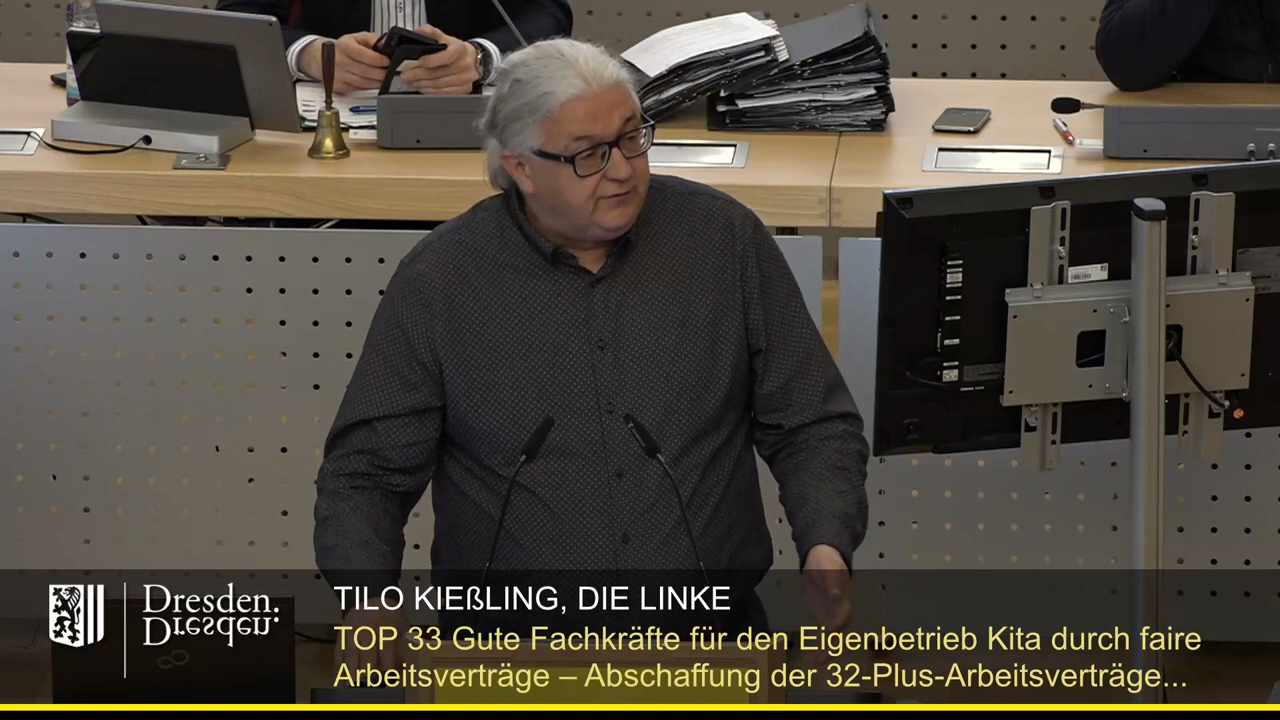 Dresden.
Dresden.
TILO KIEßLING, DIE LINKE
TOP 33 Gute Fachkräfte für den Eigenbetrieb Kita durch faire
Arbeitsverträge – Abschaffung der 32-Plus-Arbeitsverträge...